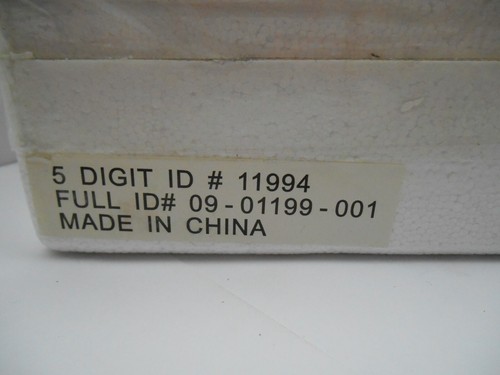 5 DIGIT ID # 11994
FULL ID# 09-01199-001
MADE IN CHINA